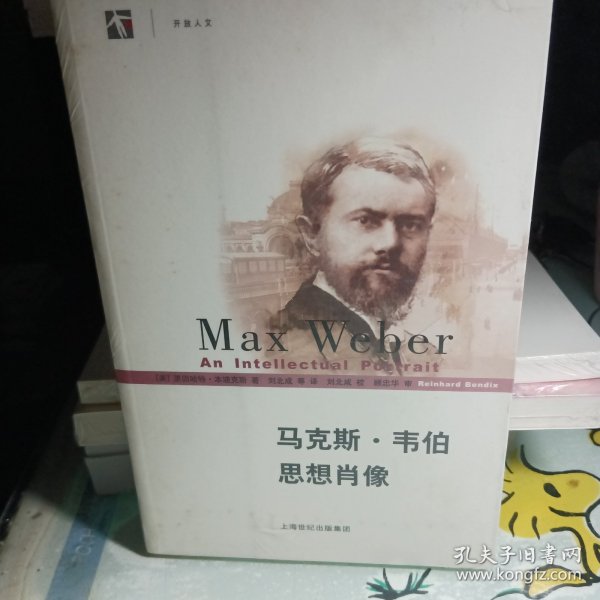 开放人文
Max Weber
An Intellectual Portrait
[美] 莱因哈特·本迪克斯 著 刘北成 等 译 刘北成 校 顾忠华 审 Reinhard Bendix
马克斯·韦伯
思想肖像
上海世纪出版集团
孔夫子旧书网
www.kongfz.com